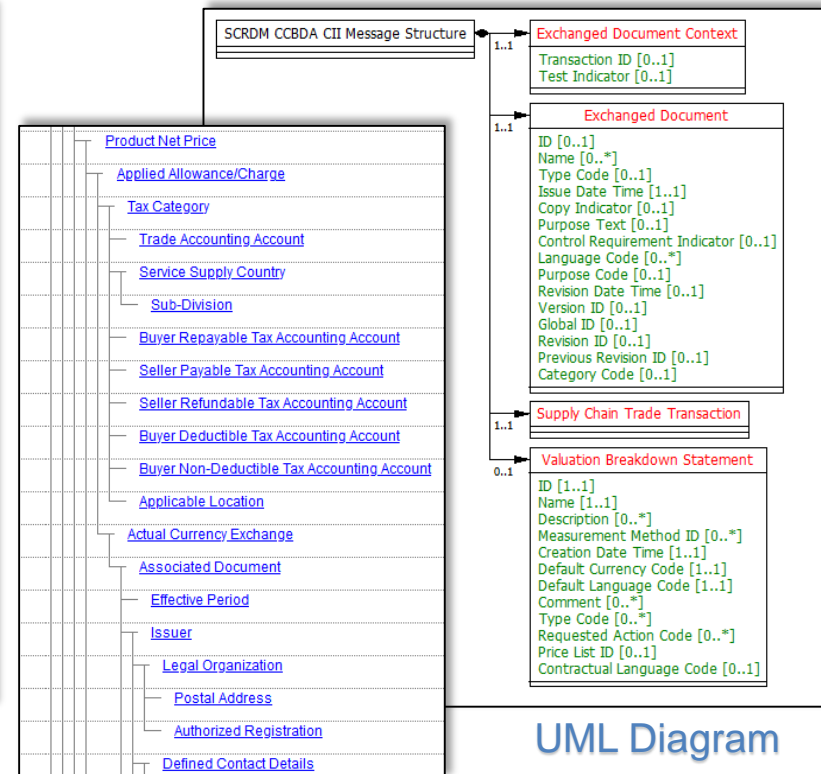 SCRDM CCBDA CII Message Structure
1..1
Exchanged Document Context
Transaction ID [0..1]
Test Indicator [0..1]
1..1
Exchanged Document
ID [0..1]
Name [0..*]
Type Code [0..1]
Issue Date Time [1..1]
Copy Indicator [0..1]
Purpose Text [0..1]
Control Requirement Indicator [0..1]
Language Code [0..*]
Purpose Code [0..1]
Revision Date Time [0..1]
Version ID [0..1]
Global ID [0..1]
Revision ID [0..1]
Previous Revision ID [0..1]
Category Code [0..1]
1..1
Supply Chain Trade Transaction
0..1
Valuation Breakdown Statement
ID [1..1]
Name [1..1]
Description [0..*]
Measurement Method ID [0..*]
Creation Date Time [1..1]
Default Currency Code [1..1]
Default Language Code [1..1]
Comment [0..*]
Type Code [0..*]
Requested Action Code [0..*]
Price List ID [0..1]
Contractual Language Code [0..1]
Product Net Price
Applied Allowance/Charge
Tax Category
Trade Accounting Account
Service Supply Country
Sub-Division
Buyer Repayable Tax Accounting Account
Seller Payable Tax Accounting Account
Seller Refundable Tax Accounting Account
Buyer Deductible Tax Accounting Account
Buyer Non-Deductible Tax Accounting Account
Applicable Location
Actual Currency Exchange
Associated Document
Effective Period
Issuer
Legal Organization
Postal Address
Authorized Registration
Defined Contact Details
UML Diagram